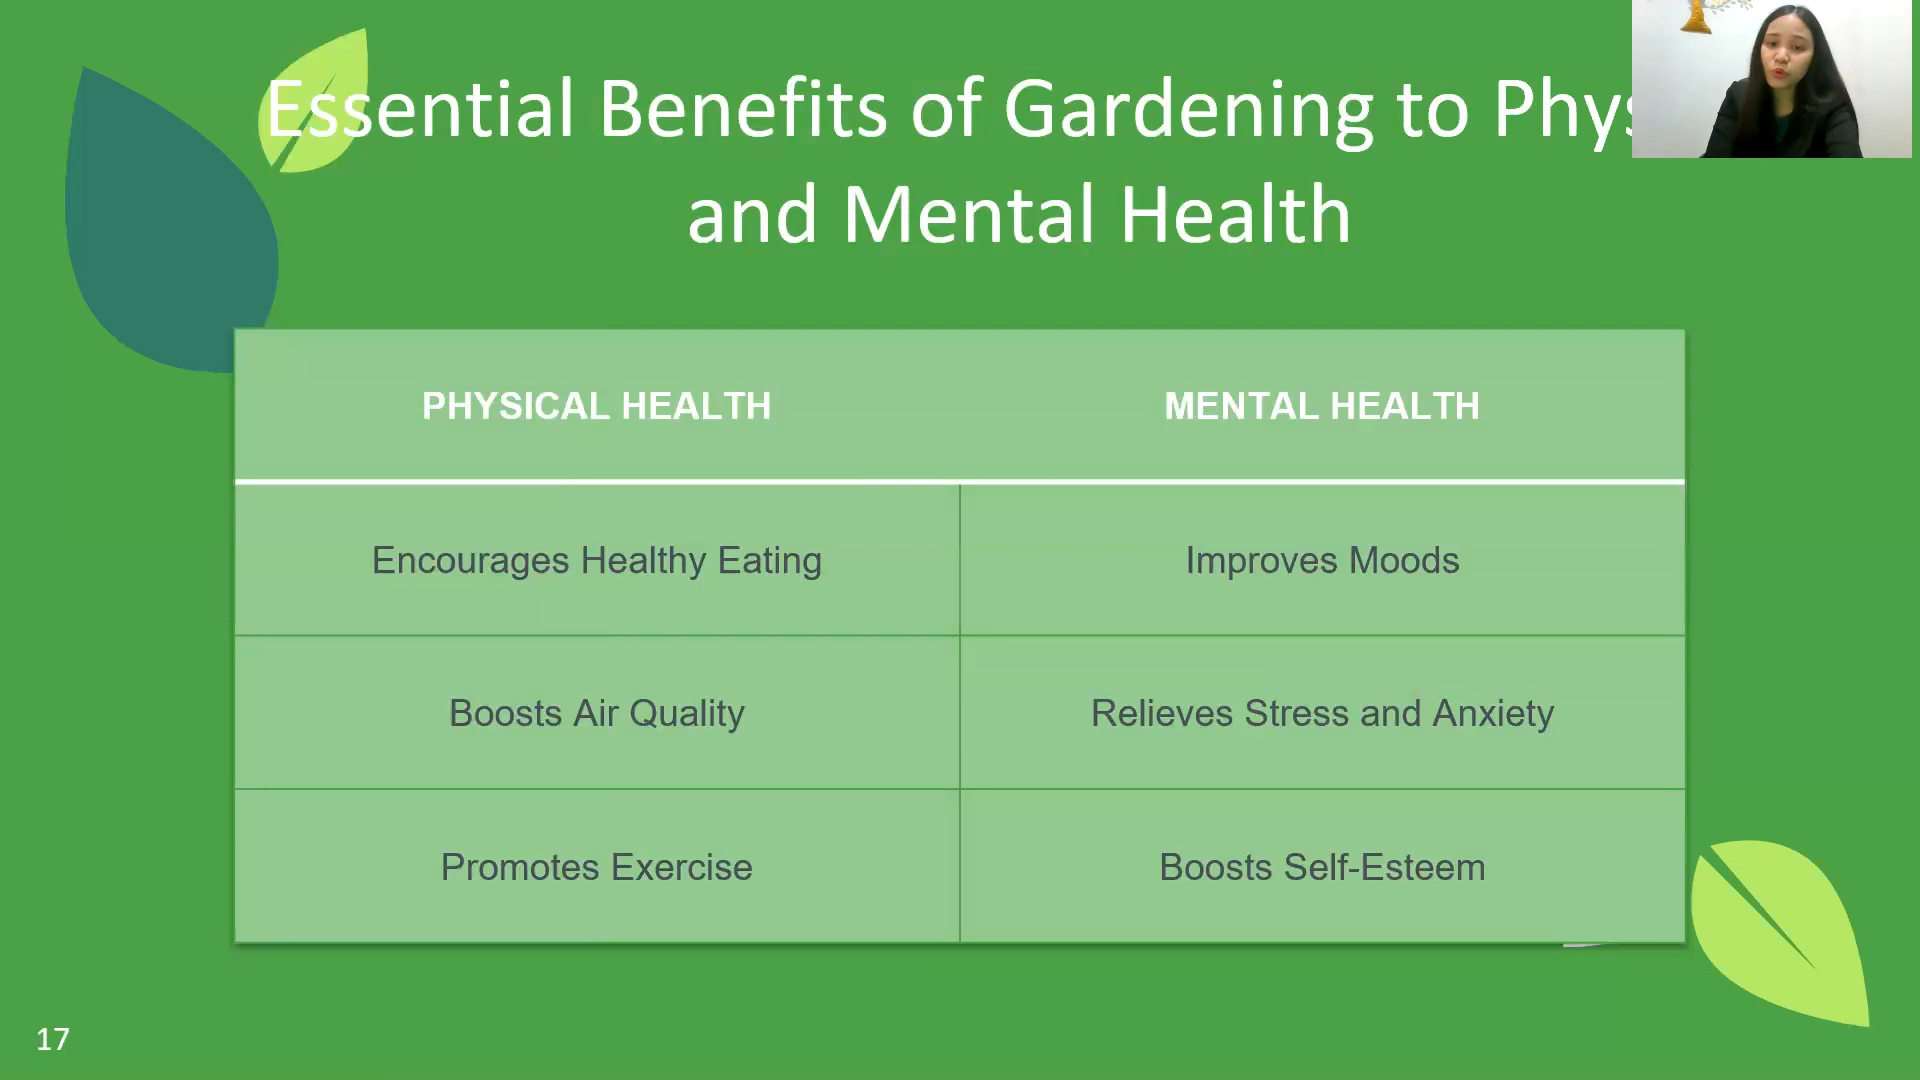 Essential Benefits of Gardening to Phys
and Mental Health
PHYSICAL HEALTH MENTAL HEALTH
Encourages Healthy Eating Improves Moods
Boosts Air Quality Relieves Stress and Anxiety
Promotes Exercise Boosts Self-Esteem
17